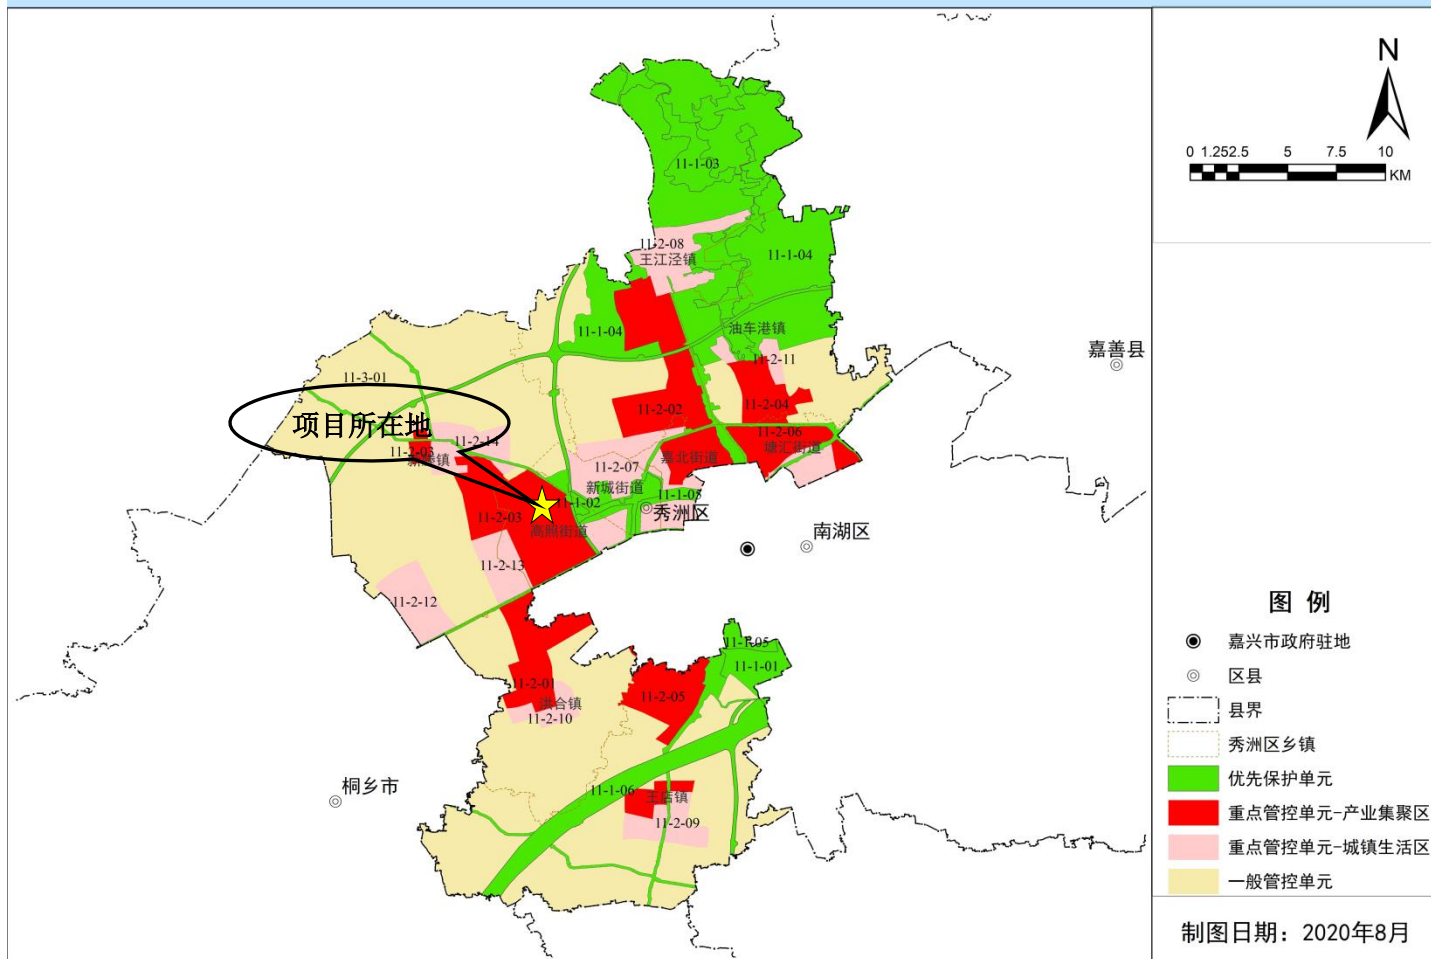 N
0 1.252.5 5 7.5 10
KM
11-1-03
11-2-08
王江泾镇
11-1-04
11-1-04
油车港镇
嘉善县
11-2-11
11-3-01
11-2-02
11-2-04
项目所在地
11-2-14
11-2-06
塘汇街道
11-2-03
新塍镇
嘉北街道
11-2-07
新城街道
11-1-05
11-1-02
秀洲区
11-2-03
高照街道
南湖区
11-2-13
11-2-12
11-1-05
11-1-01
11-2-01
洪合镇
11-2-10
11-2-05
桐乡市
11-1-06
王店镇
11-2-09
图 例
嘉兴市政府驻地
区县
县界
秀洲区乡镇
优先保护单元
重点管控单元-产业集聚区
重点管控单元-城镇生活区
一般管控单元
制图日期：2020年8月